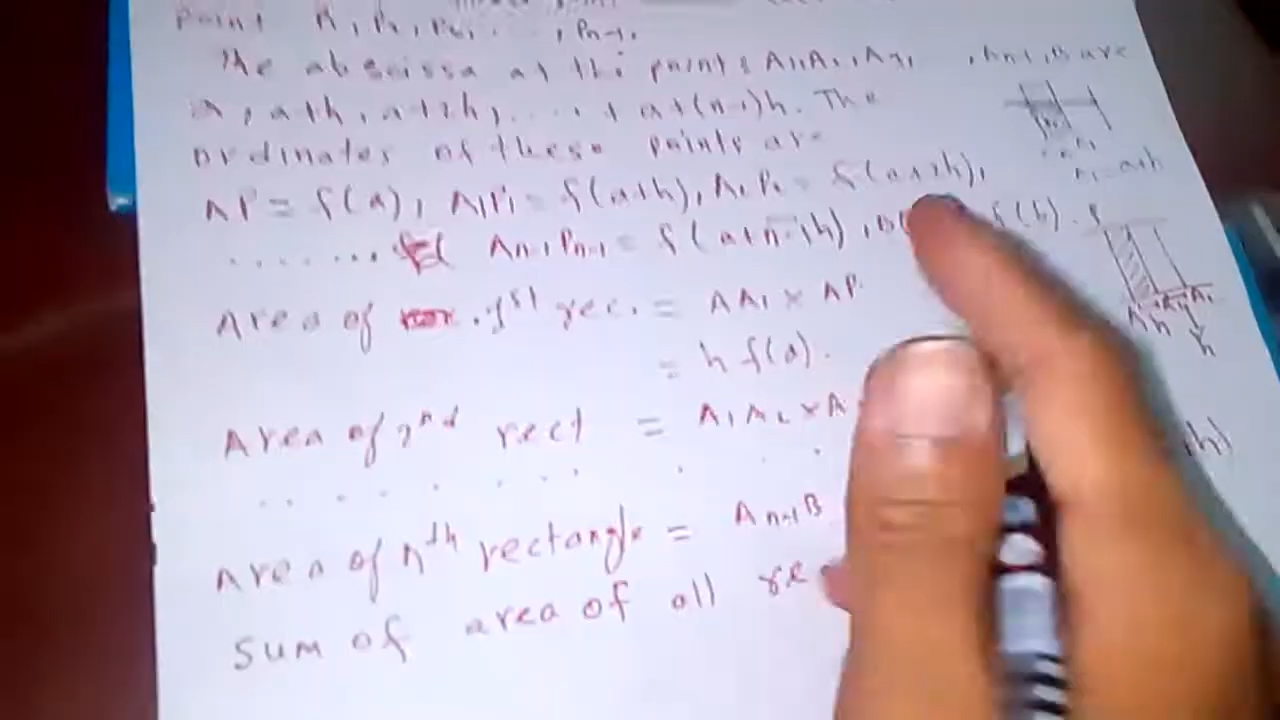 point P1, P2, ..., Pn-1.
The abscissa at the points A, A1, A2, , An-1, B are
a, a+h, a+2h, ..., a+(n-1)h. The
ordinates of these points are
AP = f(a), A1P1 = f(a+h), A2P2 = f(a+2h),
....... An-1Pn-1 = f(a+n-1h), f(b).
Area of 1st rec. = AA1 × AP
= h f(a).
Area of 2nd rect = A1A2 × A
Area of nth rectangle = An-1B
sum of area of all re